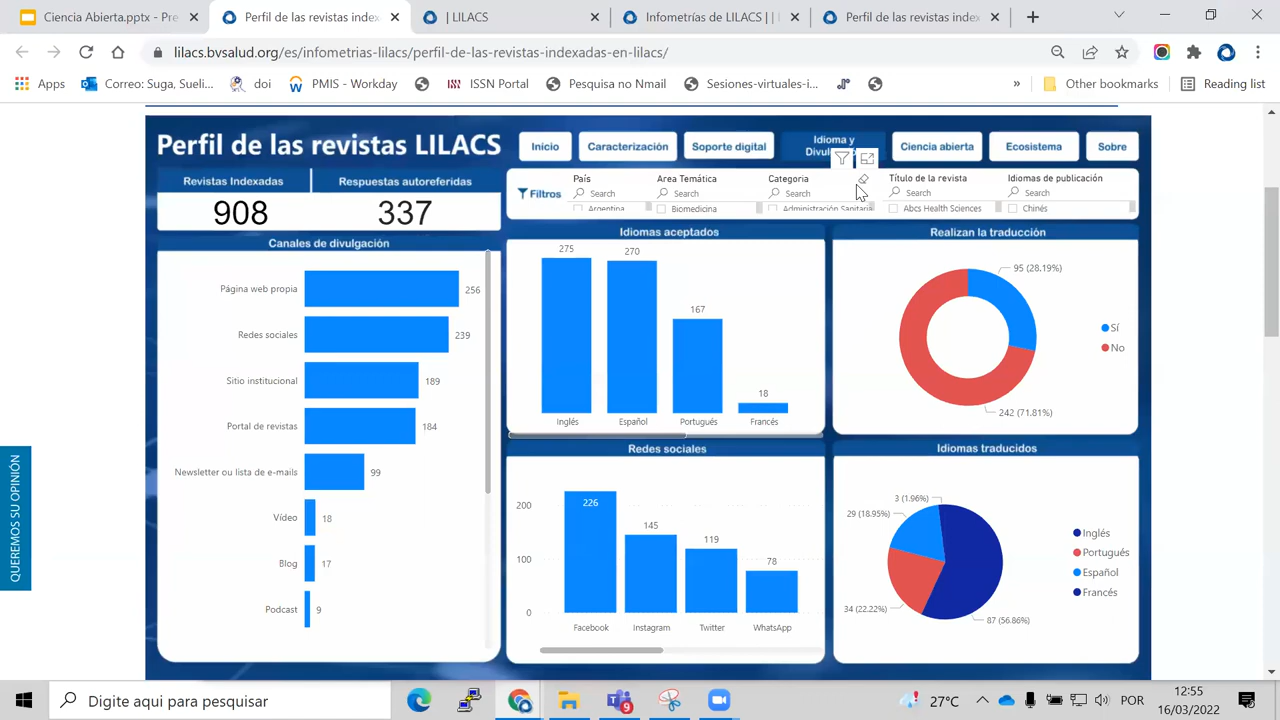 Ciencia Abierta.pptx - Pre
Perfil de las revistas index
| LILACS
Infometrías de LILACS | |
Perfil de las revistas index
lilacs.bvsalud.org/es/infometrias-lilacs/perfil-de-las-revistas-indexadas-en-lilacs/
Apps
Correo: Suga, Sueli...
doi
PMIS - Workday
ISSN Portal
Pesquisa no Nmail
Sesiones-virtuales-i...
»
Other bookmarks
Reading list
Perfil de las revistas LILACS
Inicio
Caracterización
Soporte digital
Idioma y
Ciencia abierta
Ecosistema
Sobre
Revistas Indexadas
Respuestas autoreferidas
908
337
Filtros
País
Search
Argentina
Area Temática
Search
Biomedicina
Categoria
Search
Administración Sanitaria
Título de la revista
Search
Abcs Health Sciences
Idiomas de publicación
Search
Chinés
Canales de divulgación
Página web propia 256
Redes sociales 239
Sitio institucional 189
Portal de revistas 184
Newsletter ou lista de e-mails 99
Vídeo 18
Blog 17
Podcast 9
Idiomas aceptados
275
270
167
18
Inglés
Español
Portugués
Francés
Realizan la traducción
95 (28.19%)
242 (71.81%)
Sí
No
Redes sociales
200
100
0
226
145
119
78
Facebook
Instagram
Twitter
WhatsApp
Idiomas traducidos
3 (1.96%)
29 (18.95%)
34 (22.22%)
87 (56.86%)
Inglés
Portugués
Español
Francés
QUEREMOS SU OPINIÓN
Digite aqui para pesquisar
9
27°C
POR
12:55
16/03/2022